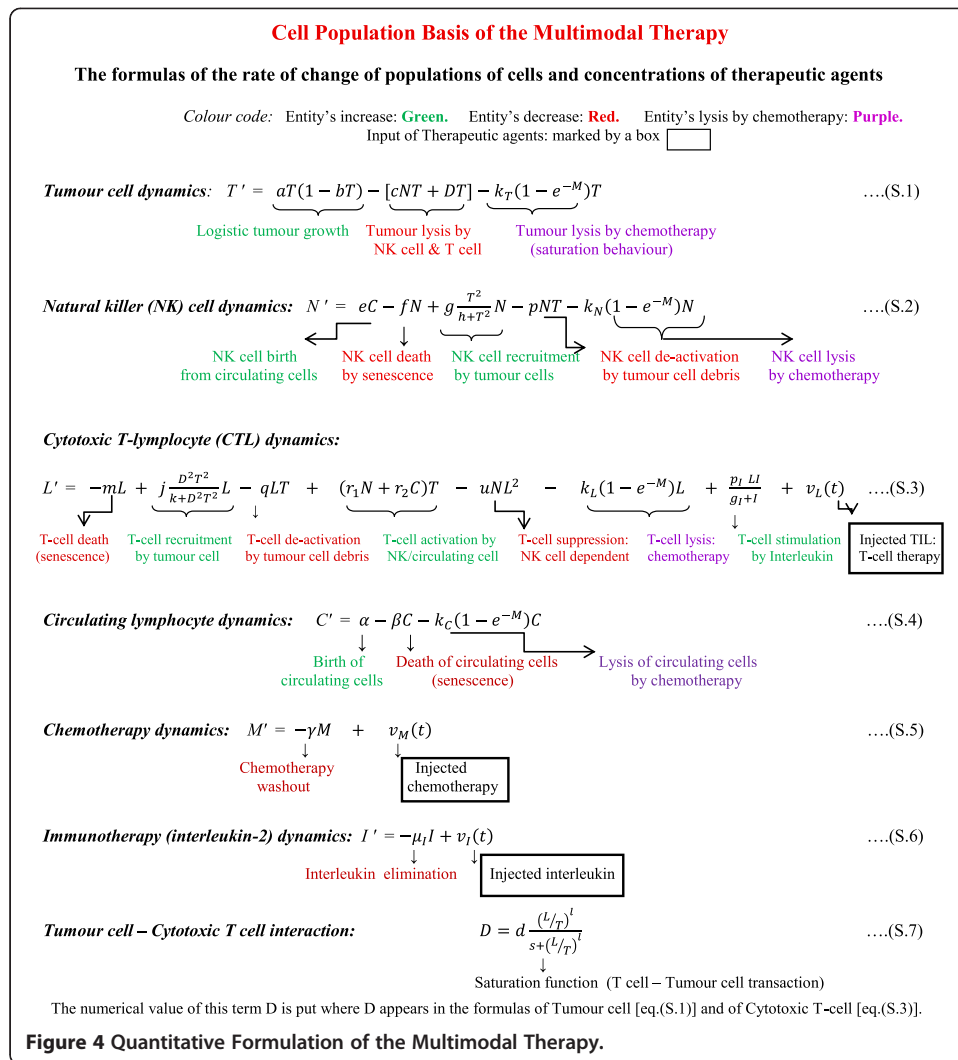 Cell Population Basis of the Multimodal Therapy
The formulas of the rate of change of populations of cells and concentrations of therapeutic agents
Colour code: Entity's increase: Green. Entity's decrease: Red. Entity's lysis by chemotherapy: Purple.
Input of Therapeutic agents: marked by a box
Tumour cell dynamics: T′ = aT(1 − bT) − [cNT + DT] − k_T(1 − e^{−M})T ….(S.1)
Logistic tumour growth Tumour lysis by Tumour lysis by chemotherapy
NK cell & T cell (saturation behaviour)
Natural killer (NK) cell dynamics: N′ = eC − fN + g T²/(h+T²) N − pNT − k_N(1 − e^{−M})N ….(S.2)
NK cell birth NK cell death NK cell recruitment NK cell de-activation NK cell lysis
from circulating cells by senescence by tumour cells by tumour cell debris by chemotherapy
Cytotoxic T-lymplocyte (CTL) dynamics:
L′ = −mL + j D²T²/(k+D²T²) L − qLT + (r₁N + r₂C)T − uNL² − k_L(1 − e^{−M})L + p_I LI/(g_I+I) + v_L(t) ….(S.3)
T-cell death T-cell recruitment T-cell de-activation T-cell activation by T-cell suppression: T-cell lysis: T-cell stimulation Injected TIL:
(senescence) by tumour cell by tumour cell debris NK/circulating cell NK cell dependent chemotherapy by Interleukin T-cell therapy
Circulating lymphocyte dynamics: C′ = α − βC − k_C(1 − e^{−M})C ….(S.4)
Birth of Death of circulating cells Lysis of circulating cells
circulating cells (senescence) by chemotherapy
Chemotherapy dynamics: M′ = −γM + v_M(t) ….(S.5)
Chemotherapy Injected
washout chemotherapy
Immunotherapy (interleukin-2) dynamics: I′ = −μ_I I + v_I(t) ….(S.6)
Interleukin elimination Injected interleukin
Tumour cell – Cytotoxic T cell interaction: D = d (L/T)^l/(s+(L/T)^l) ….(S.7)
Saturation function (T cell – Tumour cell transaction)
The numerical value of this term D is put where D appears in the formulas of Tumour cell [eq.(S.1)] and of Cytotoxic T-cell [eq.(S.3)].
Figure 4 Quantitative Formulation of the Multimodal Therapy.